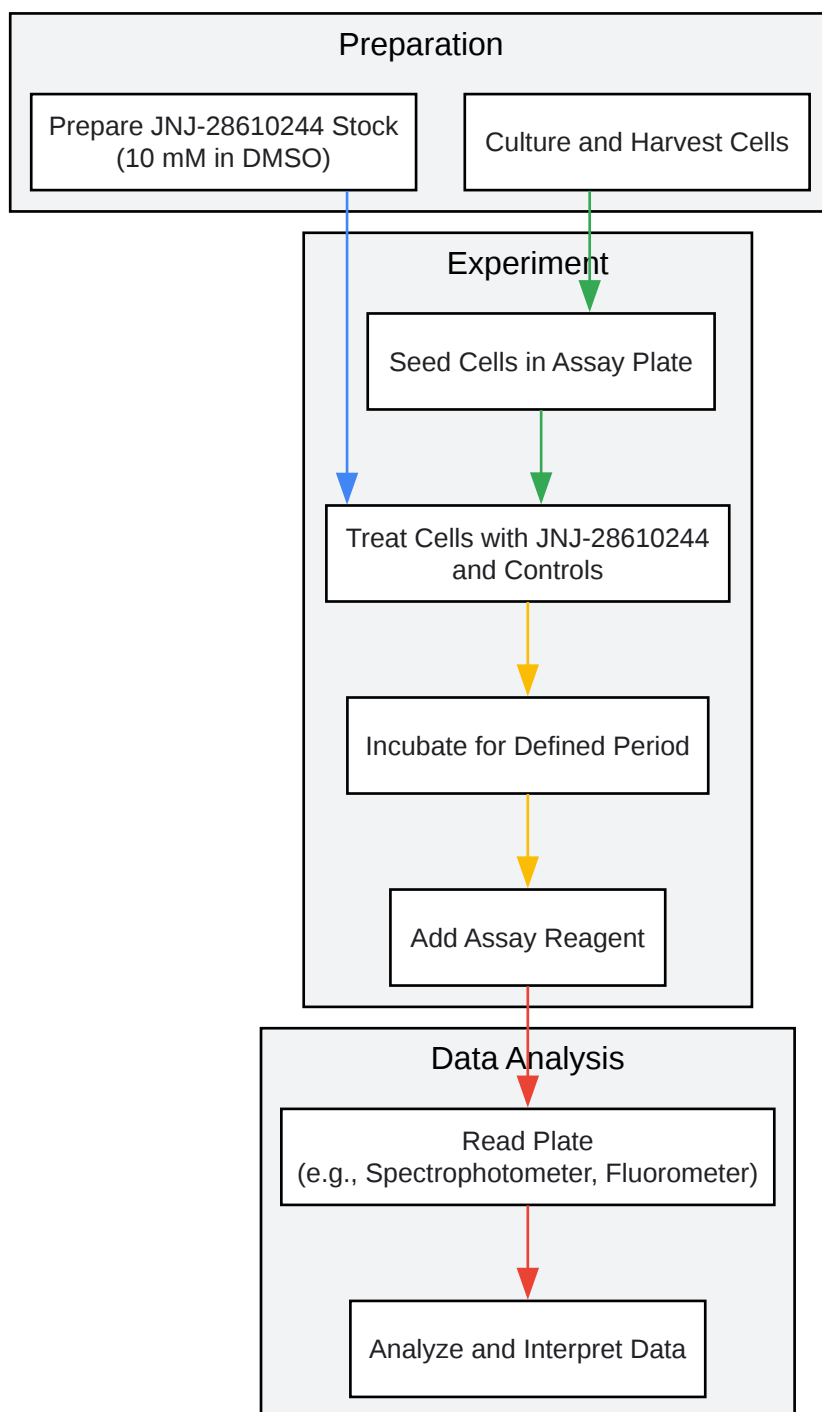 Preparation
Prepare JNJ-28610244 Stock
(10 mM in DMSO)
Culture and Harvest Cells
Experiment
Seed Cells in Assay Plate
Treat Cells with JNJ-28610244
and Controls
Incubate for Defined Period
Add Assay Reagent
Data Analysis
Read Plate
(e.g., Spectrophotometer, Fluorometer)
Analyze and Interpret Data